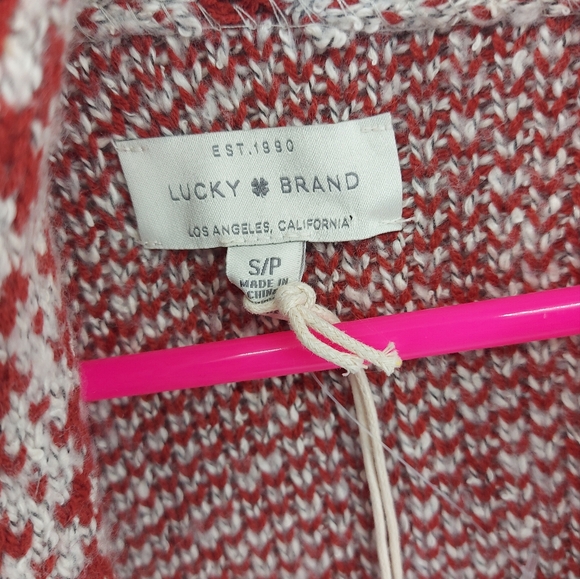 EST.1990
LUCKY BRAND
LOS ANGELES, CALIFORNIA
S/P
MADE IN
CHINA